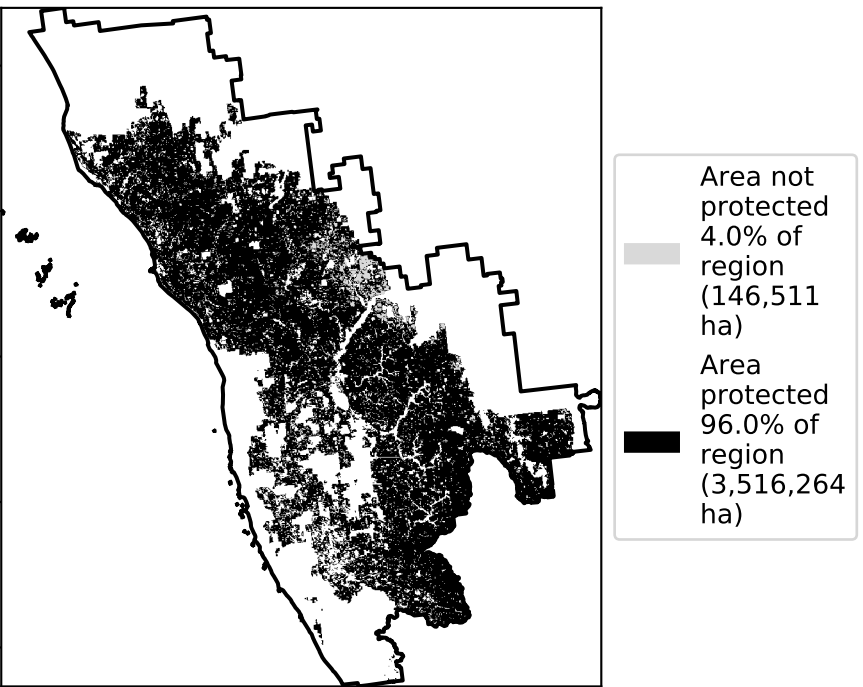 Area not
protected
4.0% of
region
(146,511
ha)
Area
protected
96.0% of
region
(3,516,264
ha)